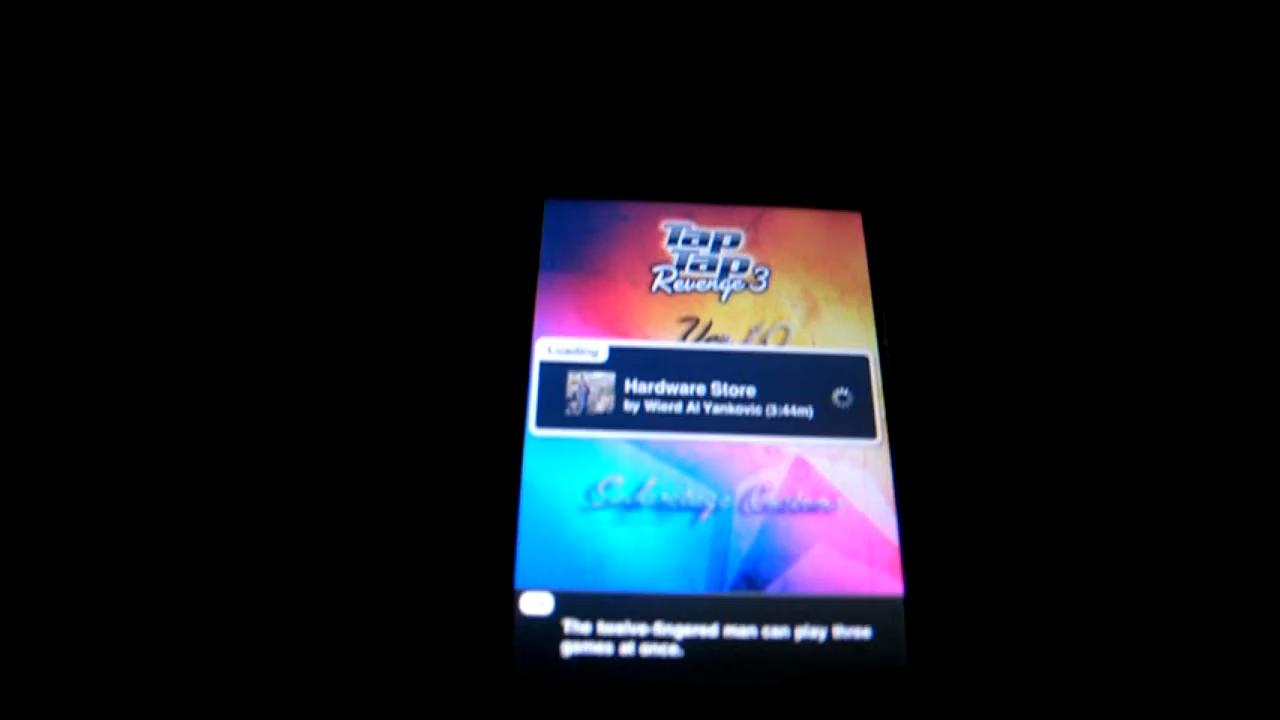 Tap
Tap
Revenge 3
Loading
Hardware Store
by Wierd Al Yankovic (3:44m)
The twelve-fingered man can play three
games at once.